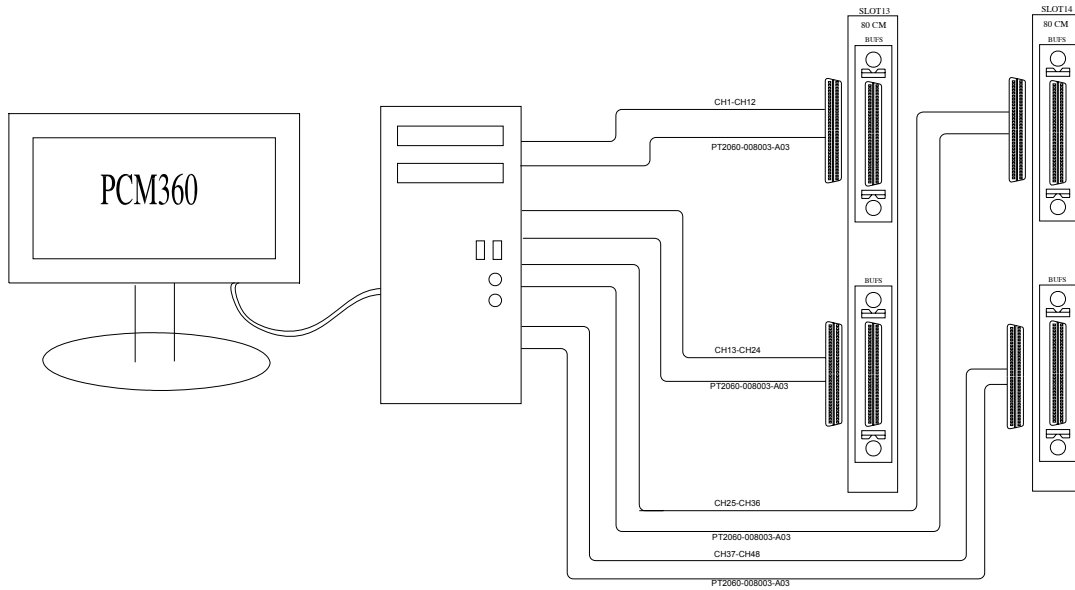 SLOT13
80 CM
BUFS
SLOT14
80 CM
BUFS
CH1-CH12
PT2060-008003-A03
PCM360
BUFS
BUFS
CH13-CH24
PT2060-008003-A03
CH25-CH36
PT2060-008003-A03
CH37-CH48
PT2060-008003-A03